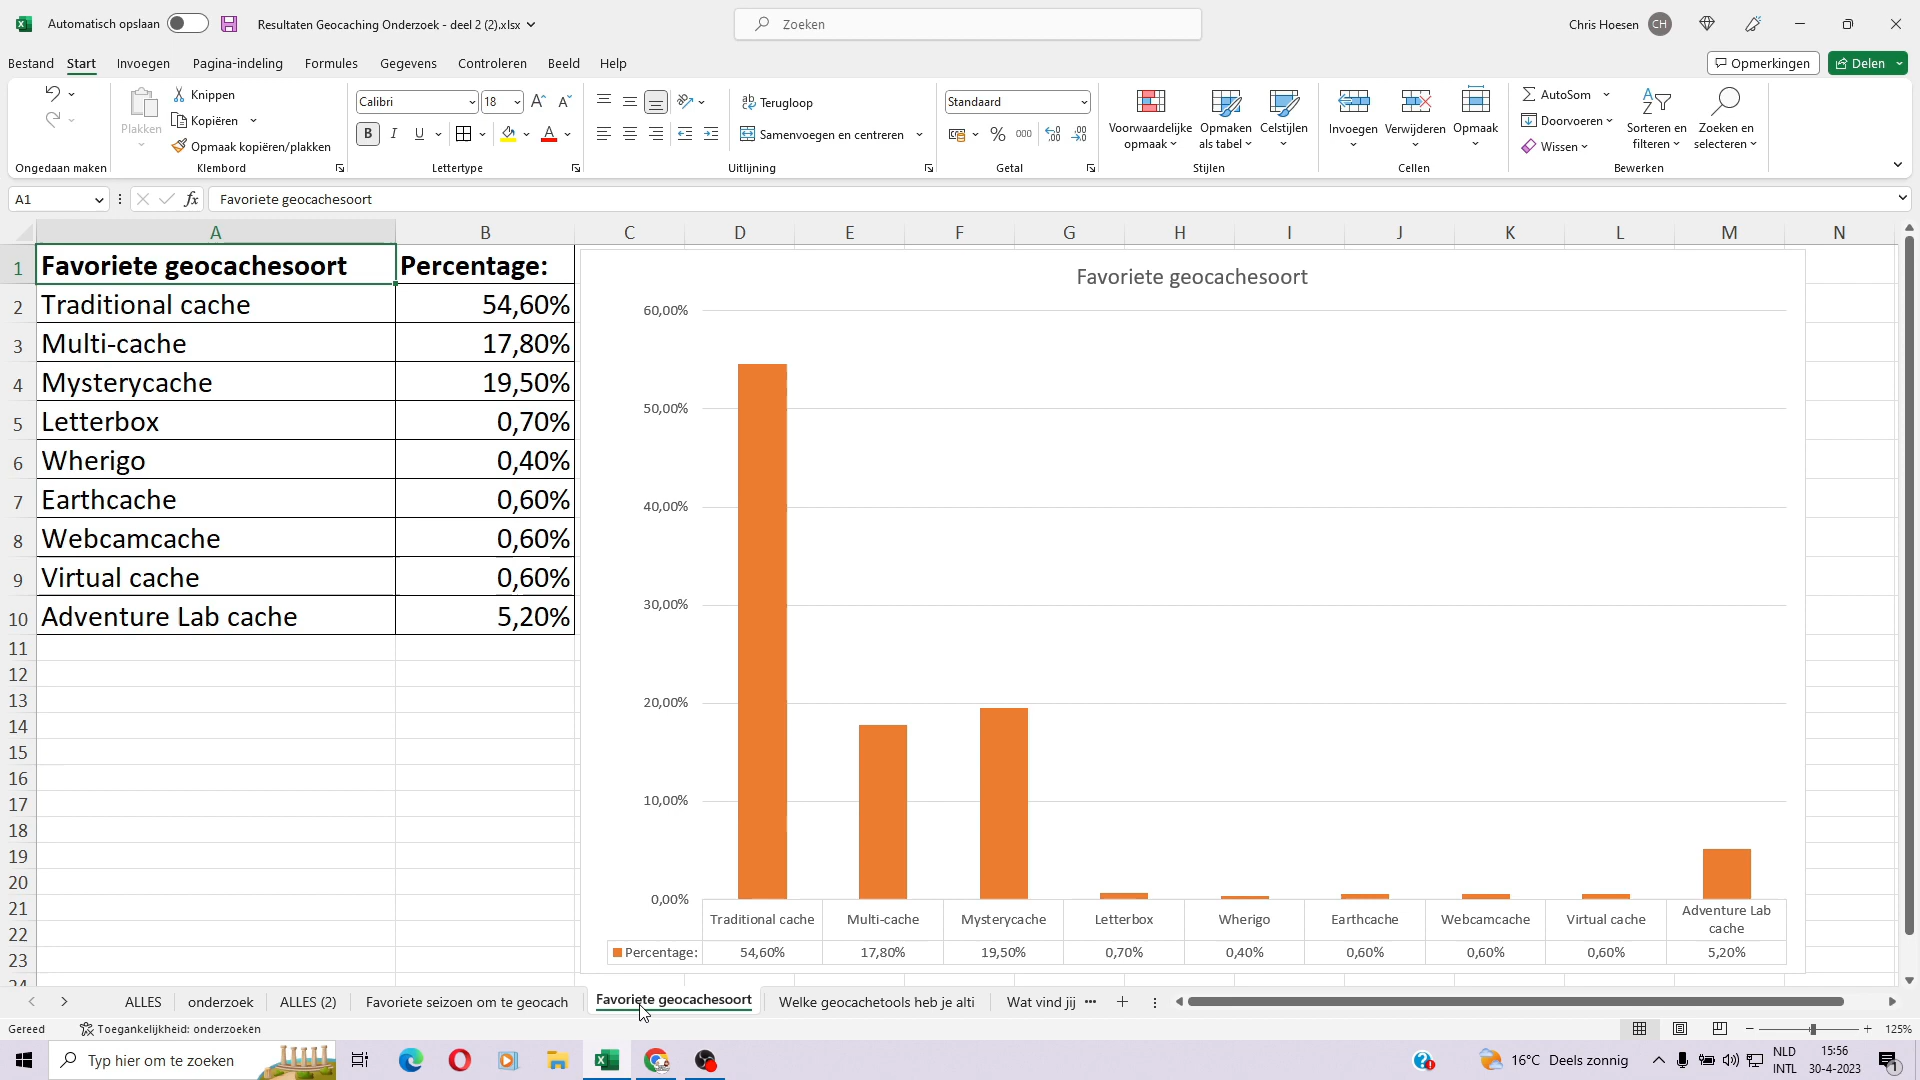 Automatisch opslaan
Resultaten Geocaching Onderzoek - deel 2 (2).xlsx
Zoeken
Chris Hoesen
CH
Bestand Start Invoegen Pagina-indeling Formules Gegevens Controleren Beeld Help
Opmerkingen
Delen
Plakken
Knippen
Kopiëren
Opmaak kopiëren/plakken
Calibri
18
B I U
Terugloop
Samenvoegen en centreren
Standaard
% 000
Voorwaardelijke opmaak
Opmaken als tabel
Celstijlen
Invoegen
Verwijderen
Opmaak
AutoSom
Doorvoeren
Wissen
Sorteren en filteren
Zoeken en selecteren
Ongedaan maken
Klembord
Lettertype
Uitlijning
Getal
Stijlen
Cellen
Bewerken
A1
fx
Favoriete geocachesoort
A B C D E F G H I J K L M N
1 Favoriete geocachesoort Percentage:
2 Traditional cache 54,60%
3 Multi-cache 17,80%
4 Mysterycache 19,50%
5 Letterbox 0,70%
6 Wherigo 0,40%
7 Earthcache 0,60%
8 Webcamcache 0,60%
9 Virtual cache 0,60%
10 Adventure Lab cache 5,20%
11
12
13
14
15
16
17
18
19
20
21
22
23
24
Favoriete geocachesoort
60,00%
50,00%
40,00%
30,00%
20,00%
10,00%
0,00%
Traditional cache Multi-cache Mysterycache Letterbox Wherigo Earthcache Webcamcache Virtual cache Adventure Lab cache
Percentage: 54,60% 17,80% 19,50% 0,70% 0,40% 0,60% 0,60% 0,60% 5,20%
ALLES onderzoek ALLES (2) Favoriete seizoen om te geocach Favoriete geocachesoort Welke geocachetools heb je alti Wat vind jij ...
Gereed
Toegankelijkheid: onderzoeken
125%
Typ hier om te zoeken
16°C Deels zonnig
NLD
INTL
15:56
30-4-2023
1